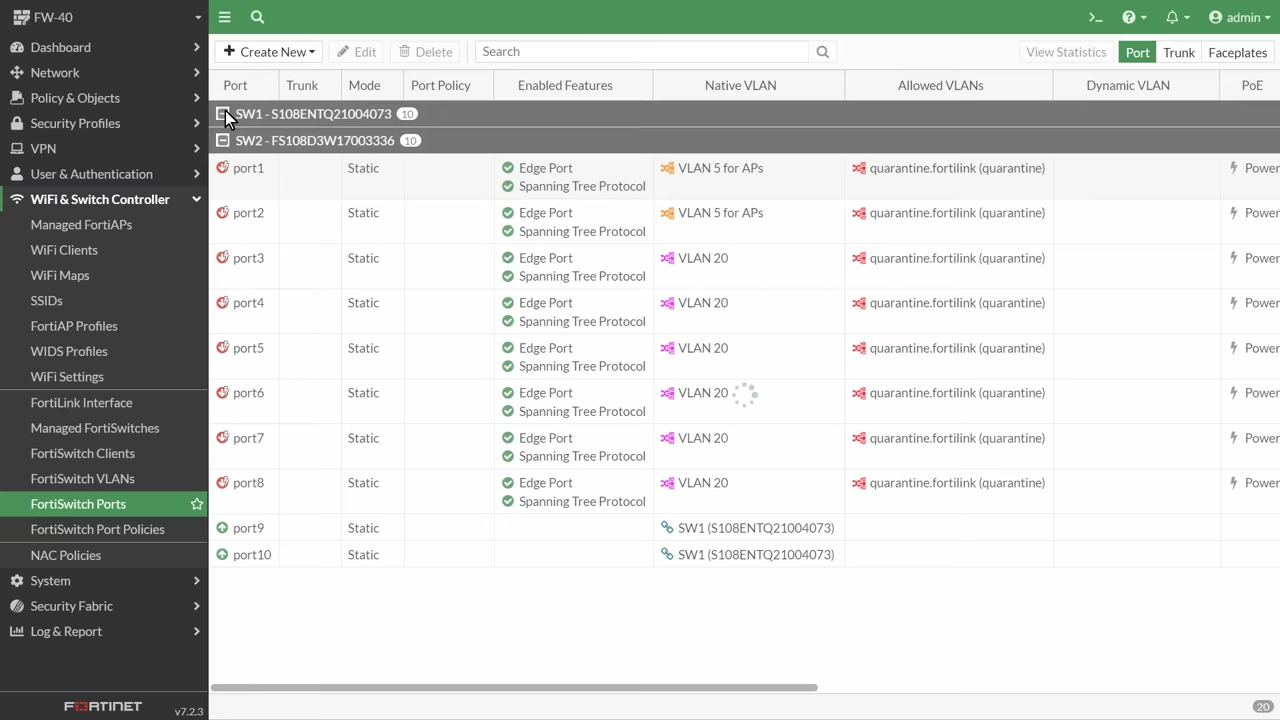 FW-40
admin
Dashboard
Network
Policy & Objects
Security Profiles
VPN
User & Authentication
WiFi & Switch Controller
Managed FortiAPs
WiFi Clients
WiFi Maps
SSIDs
FortiAP Profiles
WIDS Profiles
WiFi Settings
FortiLink Interface
Managed FortiSwitches
FortiSwitch Clients
FortiSwitch VLANs
FortiSwitch Ports
FortiSwitch Port Policies
NAC Policies
System
Security Fabric
Log & Report
FORTINET
v7.2.3
+ Create New Edit Delete Search View Statistics Port Trunk Faceplates
Port Trunk Mode Port Policy Enabled Features Native VLAN Allowed VLANs Dynamic VLAN PoE
SW1 - S108ENTQ21004073 10
SW2 - FS108D3W17003336 10
port1 Static Edge Port VLAN 5 for APs quarantine.fortilink (quarantine) Power
Spanning Tree Protocol
port2 Static Edge Port VLAN 5 for APs quarantine.fortilink (quarantine) Power
Spanning Tree Protocol
port3 Static Edge Port VLAN 20 quarantine.fortilink (quarantine) Power
Spanning Tree Protocol
port4 Static Edge Port VLAN 20 quarantine.fortilink (quarantine) Power
Spanning Tree Protocol
port5 Static Edge Port VLAN 20 quarantine.fortilink (quarantine) Power
Spanning Tree Protocol
port6 Static Edge Port VLAN 20 quarantine.fortilink (quarantine) Power
Spanning Tree Protocol
port7 Static Edge Port VLAN 20 quarantine.fortilink (quarantine) Power
Spanning Tree Protocol
port8 Static Edge Port VLAN 20 quarantine.fortilink (quarantine) Power
Spanning Tree Protocol
port9 Static SW1 (S108ENTQ21004073)
port10 Static SW1 (S108ENTQ21004073)
20